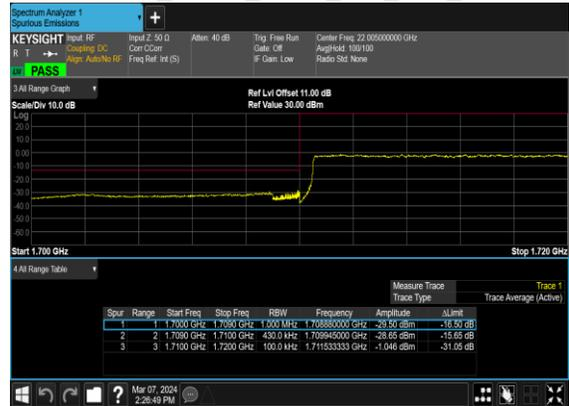 Spectrum Analyzer 1
Spurious Emissions
+
KEYSIGHT Input: RF Input Z: 50 Ω Atten: 40 dB Trig: Free Run Center Freq: 22.005000000 GHz
R T Coupling: DC Corr CCorr Gate: Off Avg|Hold: 100/100
Align: Auto/No RF Freq Ref: Int (S) IF Gain: Low Radio Std: None
LW PASS
3 All Range Graph
Ref Lvl Offset 11.00 dB
Scale/Div 10.0 dB Ref Value 30.00 dBm
Log
20.0
10.0
0.00
-10.0
-20.0
-30.0
-40.0
-50.0
-60.0
Start 1.700 GHz Stop 1.720 GHz
4 All Range Table
Measure Trace Trace 1
Trace Type Trace Average (Active)
Spur Range Start Freq Stop Freq RBW Frequency Amplitude ΔLimit
1 1 1.7000 GHz 1.7090 GHz 1.000 MHz 1.708880000 GHz -29.50 dBm -16.50 dB
2 2 1.7090 GHz 1.7100 GHz 430.0 kHz 1.709945000 GHz -28.65 dBm -15.65 dB
3 3 1.7100 GHz 1.7200 GHz 100.0 kHz 1.711533333 GHz -1.046 dBm -31.05 dB
?
Mar 07, 2024
2:26:49 PM